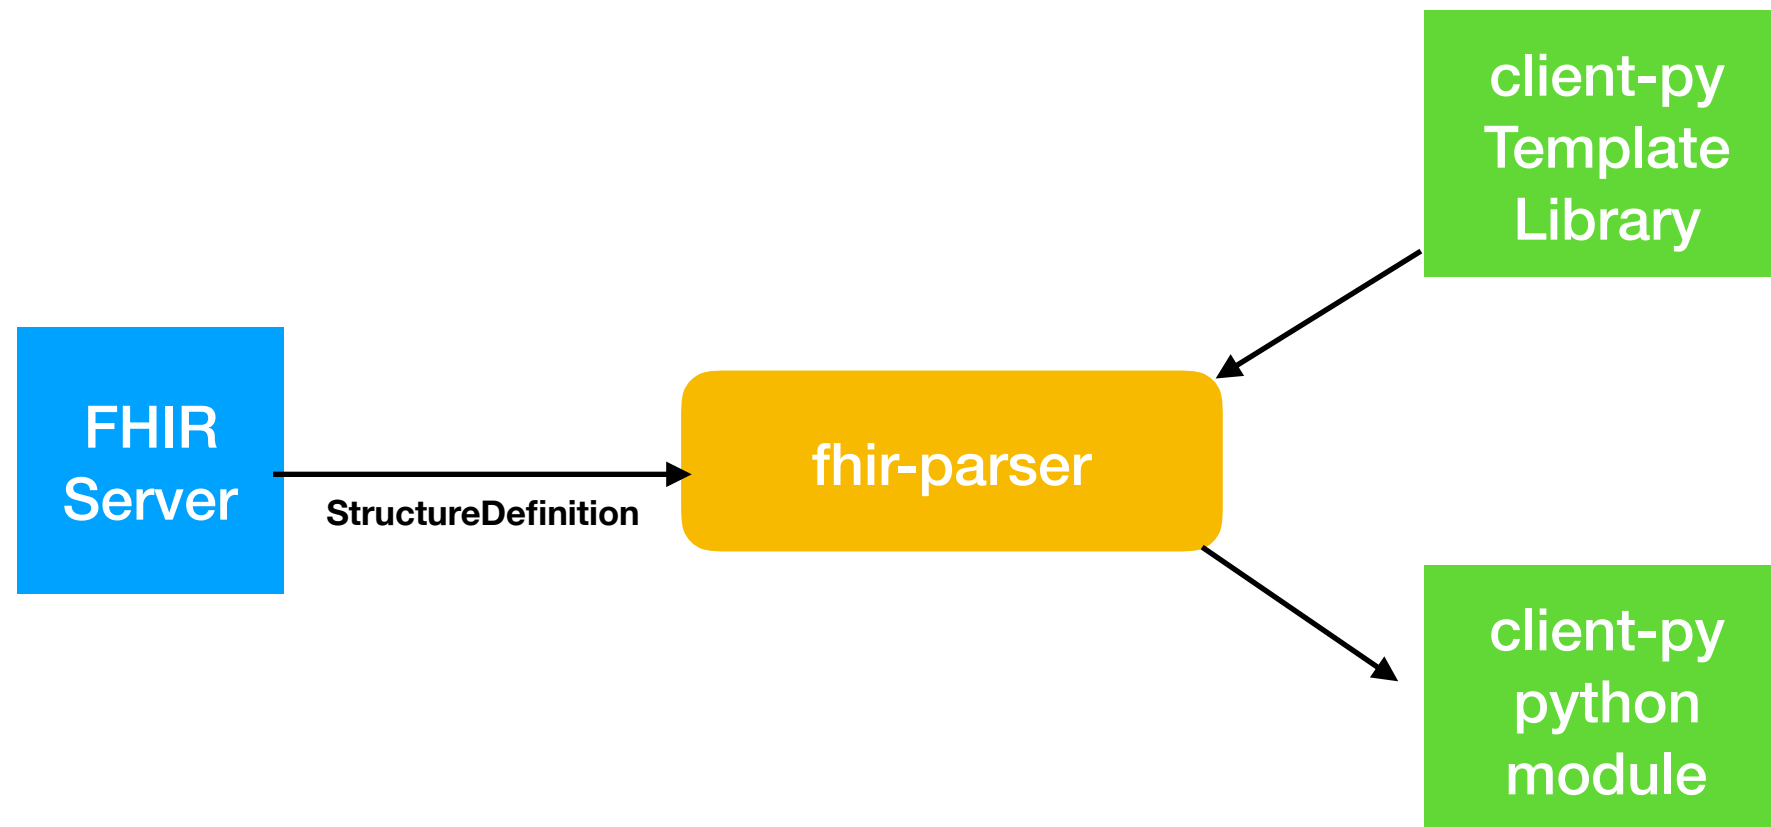 client-py
Template
Library
FHIR
Server
StructureDefinition
fhir-parser
client-py
python
module